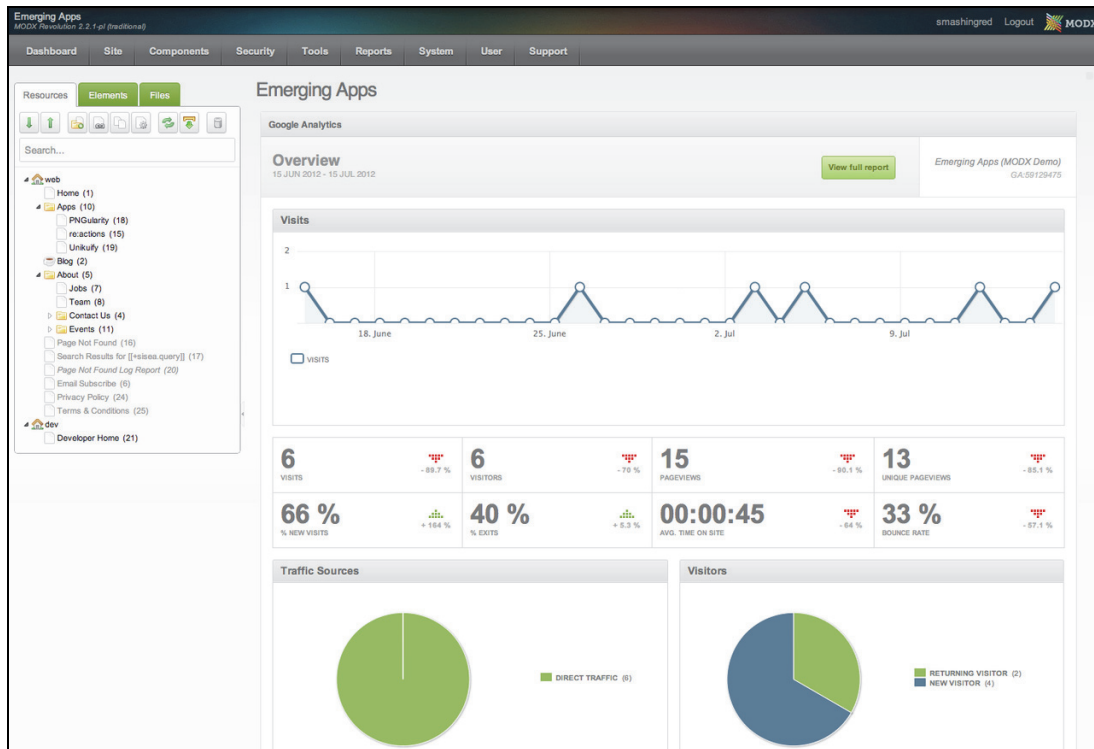 Emerging Apps
MODX Revolution 2.2.1-pl (traditional)
smashingred Logout MODX
Dashboard Site Components Security Tools Reports System User Support
Resources Elements Files
Search...
web
Home (1)
Apps (10)
PNGularity (18)
re:actions (15)
Unikuify (19)
Blog (2)
About (5)
Jobs (7)
Team (8)
Contact Us (4)
Events (11)
Page Not Found (16)
Search Results for [[+sisea.query]] (17)
Page Not Found Log Report (20)
Email Subscribe (6)
Privacy Policy (24)
Terms & Conditions (25)
dev
Developer Home (21)
Emerging Apps
Google Analytics
Overview
15 JUN 2012 - 15 JUL 2012
View full report
Emerging Apps (MODX Demo)
GA:59129475
Visits
2
1
18. June 25. June 2. Jul 9. Jul
VISITS
6 6 15 13
VISITS - 89.7 % VISITORS - 76 % PAGEVIEWS - 90.1 % UNIQUE PAGEVIEWS - 85.1 %
66 % 40 % 00:00:45 33 %
% NEW VISITS + 164 % % EXITS + 5.3 % AVG. TIME ON SITE - 64 % BOUNCE RATE - 57.1 %
Traffic Sources
DIRECT TRAFFIC (6)
Visitors
RETURNING VISITOR (2)
NEW VISITOR (4)